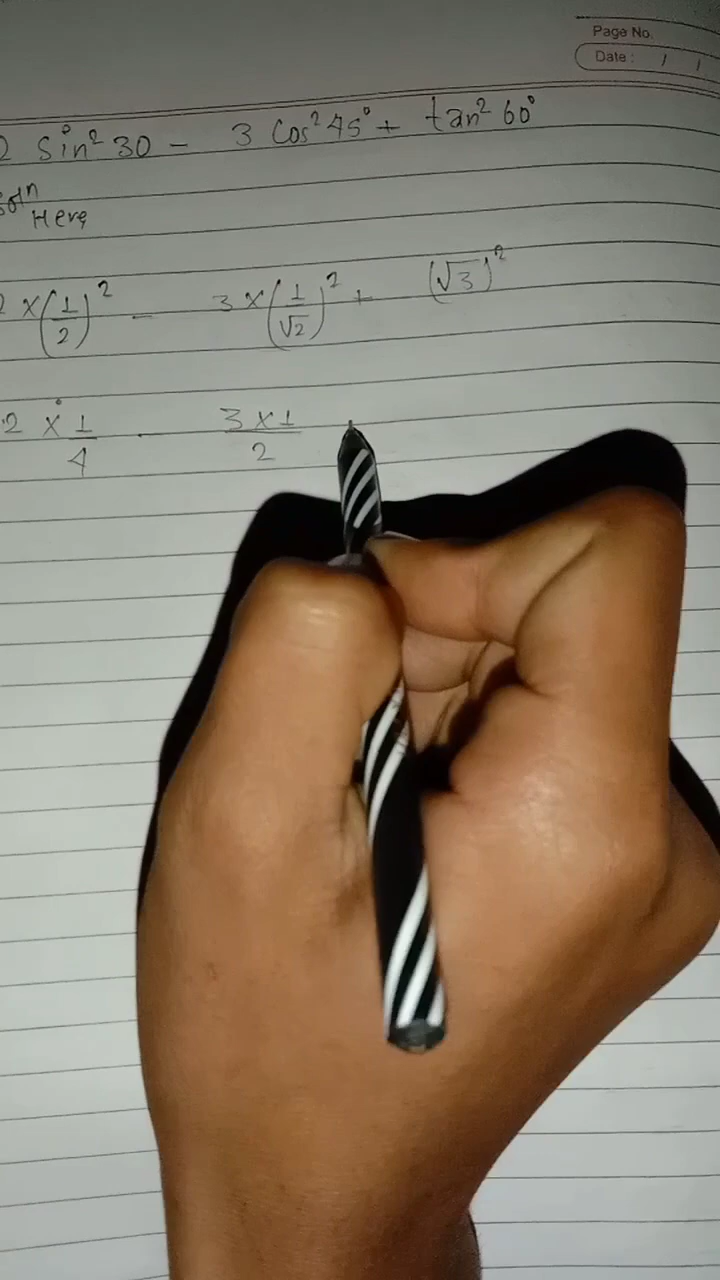 Page No.
Date : / /
2 Sin² 30 - 3 Cos² 45° + tan² 60°
Soln
Here
2 × (1/2)² - 3 × (1/√2)² + (√3)²
2 × 1/4 - 3 × 1/2